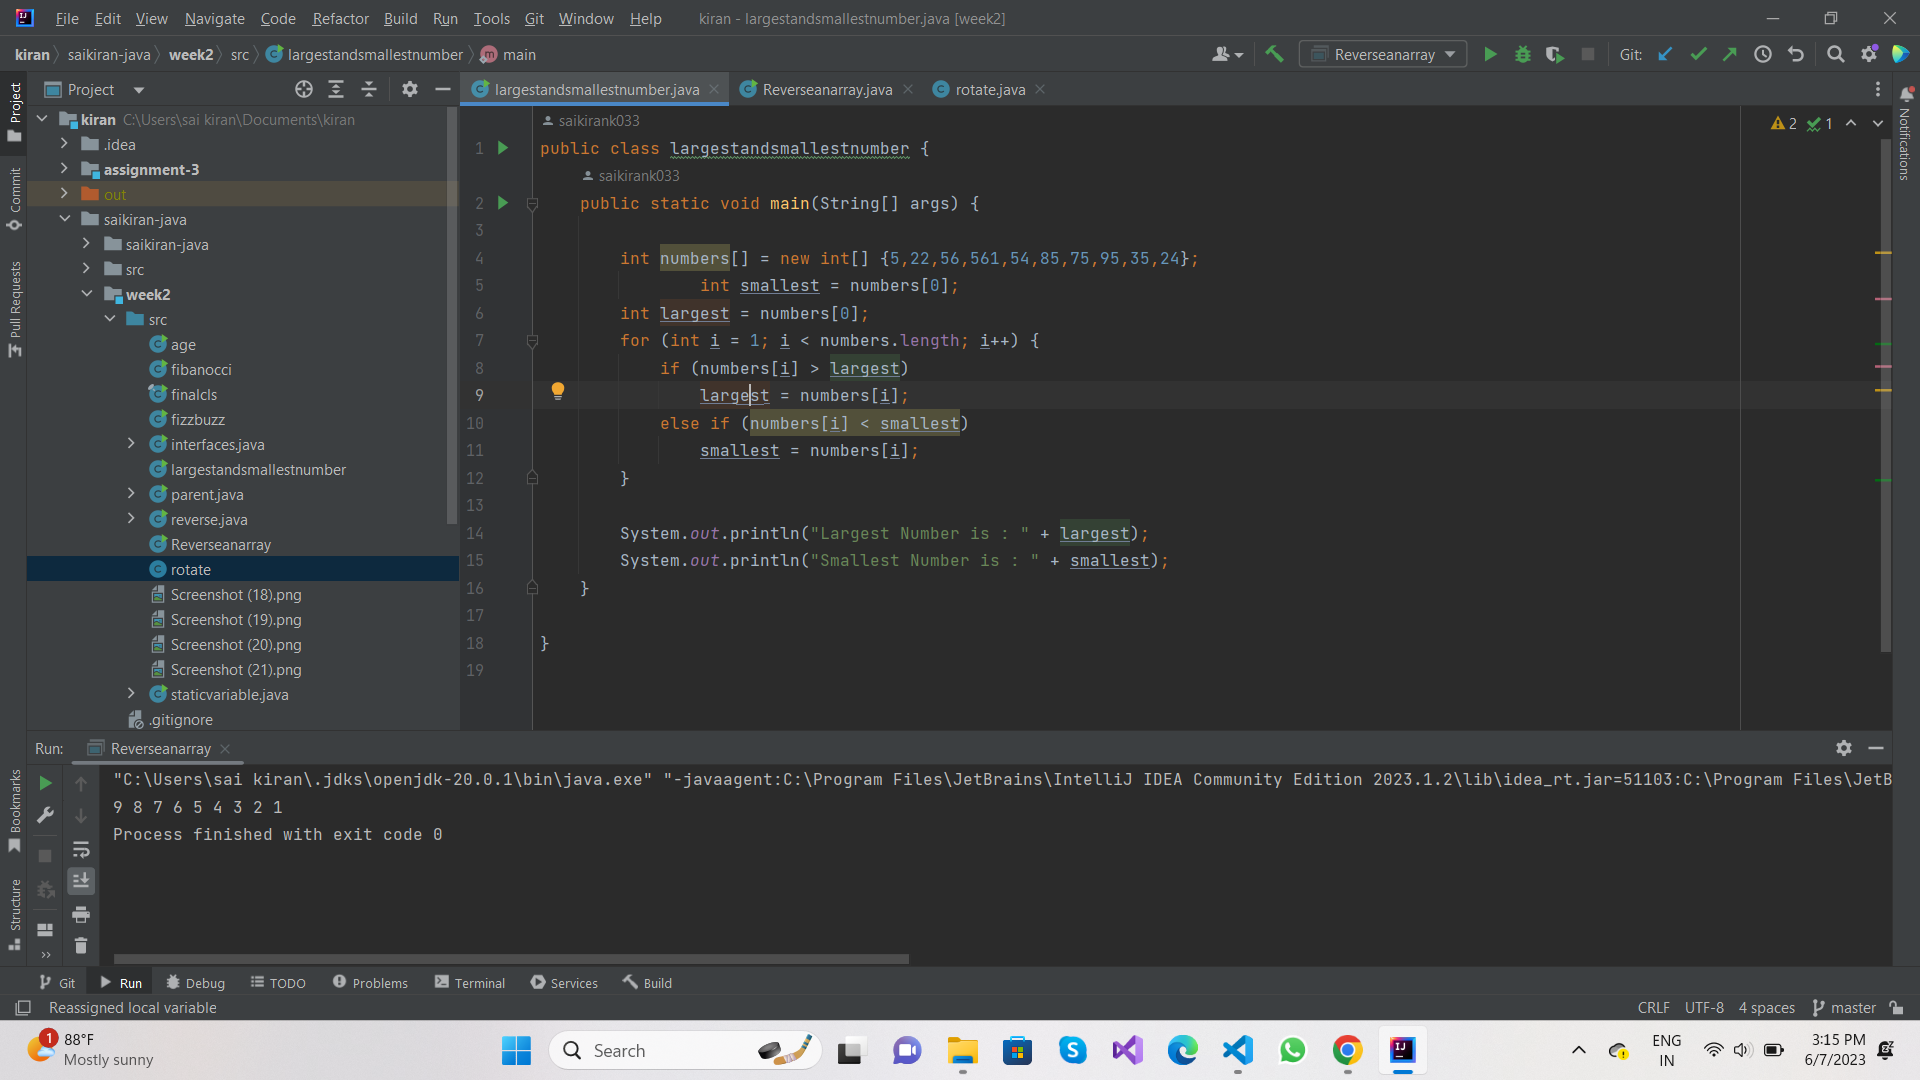 File Edit View Navigate Code Refactor Build Run Tools Git Window Help kiran - largestandsmallestnumber.java [week2]
kiran saikiran-java week2 src largestandsmallestnumber main Reverseanarray Git:
Project
largestandsmallestnumber.java Reverseanarray.java rotate.java
Project
Commit
Pull Requests
Bookmarks
Structure
Notifications
kiran C:\Users\sai kiran\Documents\kiran
.idea
assignment-3
out
saikiran-java
saikiran-java
src
week2
src
age
fibanocci
finalcls
fizzbuzz
interfaces.java
largestandsmallestnumber
parent.java
reverse.java
Reverseanarray
rotate
Screenshot (18).png
Screenshot (19).png
Screenshot (20).png
Screenshot (21).png
staticvariable.java
.gitignore
saikirank033
2 1
1 public class largestandsmallestnumber {
saikirank033
2 public static void main(String[] args) {
3
4 int numbers[] = new int[] {5,22,56,561,54,85,75,95,35,24};
5 int smallest = numbers[0];
6 int largest = numbers[0];
7 for (int i = 1; i < numbers.length; i++) {
8 if (numbers[i] > largest)
9 largest = numbers[i];
10 else if (numbers[i] < smallest)
11 smallest = numbers[i];
12 }
13
14 System.out.println("Largest Number is : " + largest);
15 System.out.println("Smallest Number is : " + smallest);
16 }
17
18 }
19
Run: Reverseanarray
"C:\Users\sai kiran\.jdks\openjdk-20.0.1\bin\java.exe" "-javaagent:C:\Program Files\JetBrains\IntelliJ IDEA Community Edition 2023.1.2\lib\idea_rt.jar=51103:C:\Program Files\JetB
9 8 7 6 5 4 3 2 1
Process finished with exit code 0
Git Run Debug TODO Problems Terminal Services Build
Reassigned local variable CRLF UTF-8 4 spaces master
1 88°F
Mostly sunny
Search
ENG
IN
3:15 PM
6/7/2023